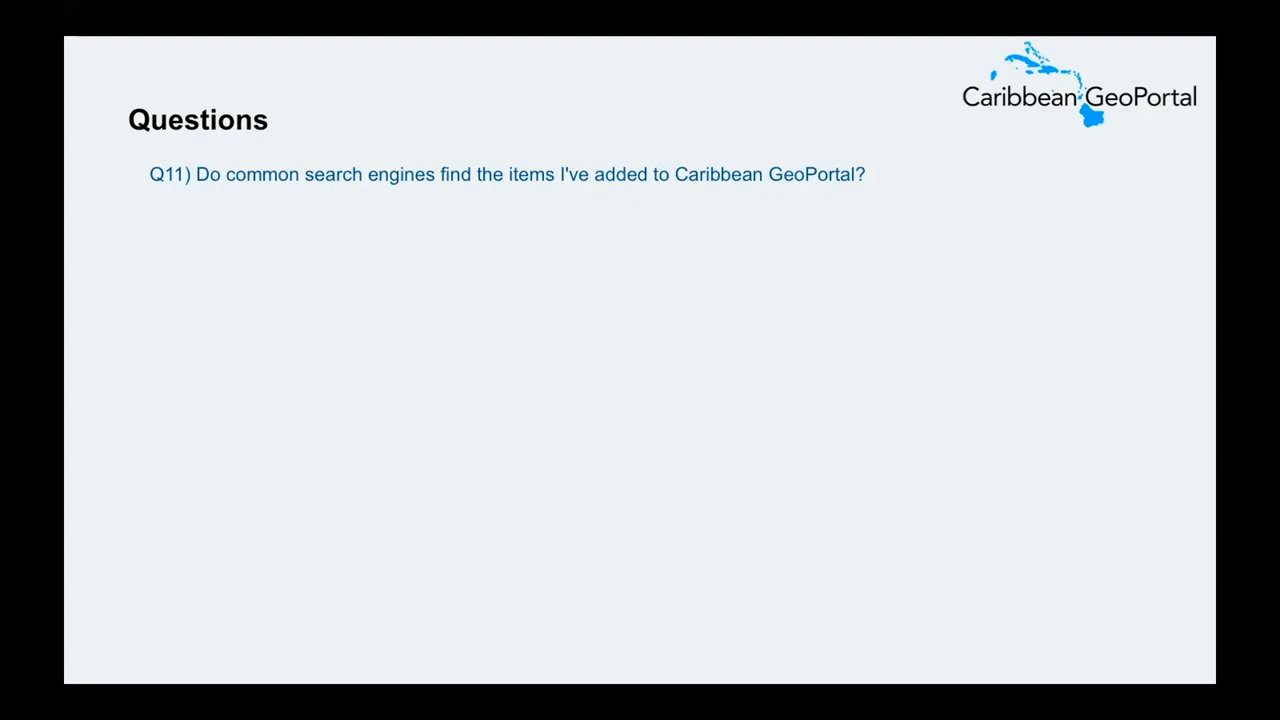 Caribbean GeoPortal
Questions
Q11) Do common search engines find the items I've added to Caribbean GeoPortal?